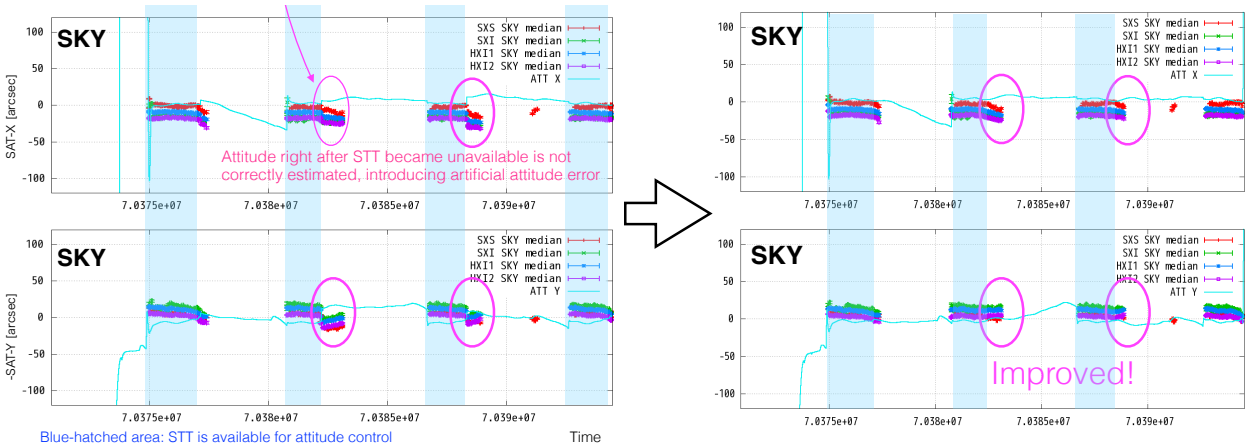 SKY
SXS SKY median
SXI SKY median
HXI1 SKY median
HXI2 SKY median
ATT X
100
50
0
-50
-100
SAT-X [arcsec]
Attitude right after STT became unavailable is not
correctly estimated, introducing artificial attitude error
7.0375e+07
7.038e+07
7.0385e+07
7.039e+07
SKY
SXS SKY median
SXI SKY median
HXI1 SKY median
HXI2 SKY median
ATT X
100
50
0
-50
-100
7.0375e+07
7.038e+07
7.0385e+07
7.039e+07
SKY
SXS SKY median
SXI SKY median
HXI1 SKY median
HXI2 SKY median
ATT Y
100
50
0
-50
-100
-SAT-Y [arcsec]
7.0375e+07
7.038e+07
7.0385e+07
7.039e+07
Blue-hatched area: STT is available for attitude control
Time
SKY
SXS SKY median
SXI SKY median
HXI1 SKY median
HXI2 SKY median
ATT Y
100
50
0
-50
-100
Improved!
7.0375e+07
7.038e+07
7.0385e+07
7.039e+07